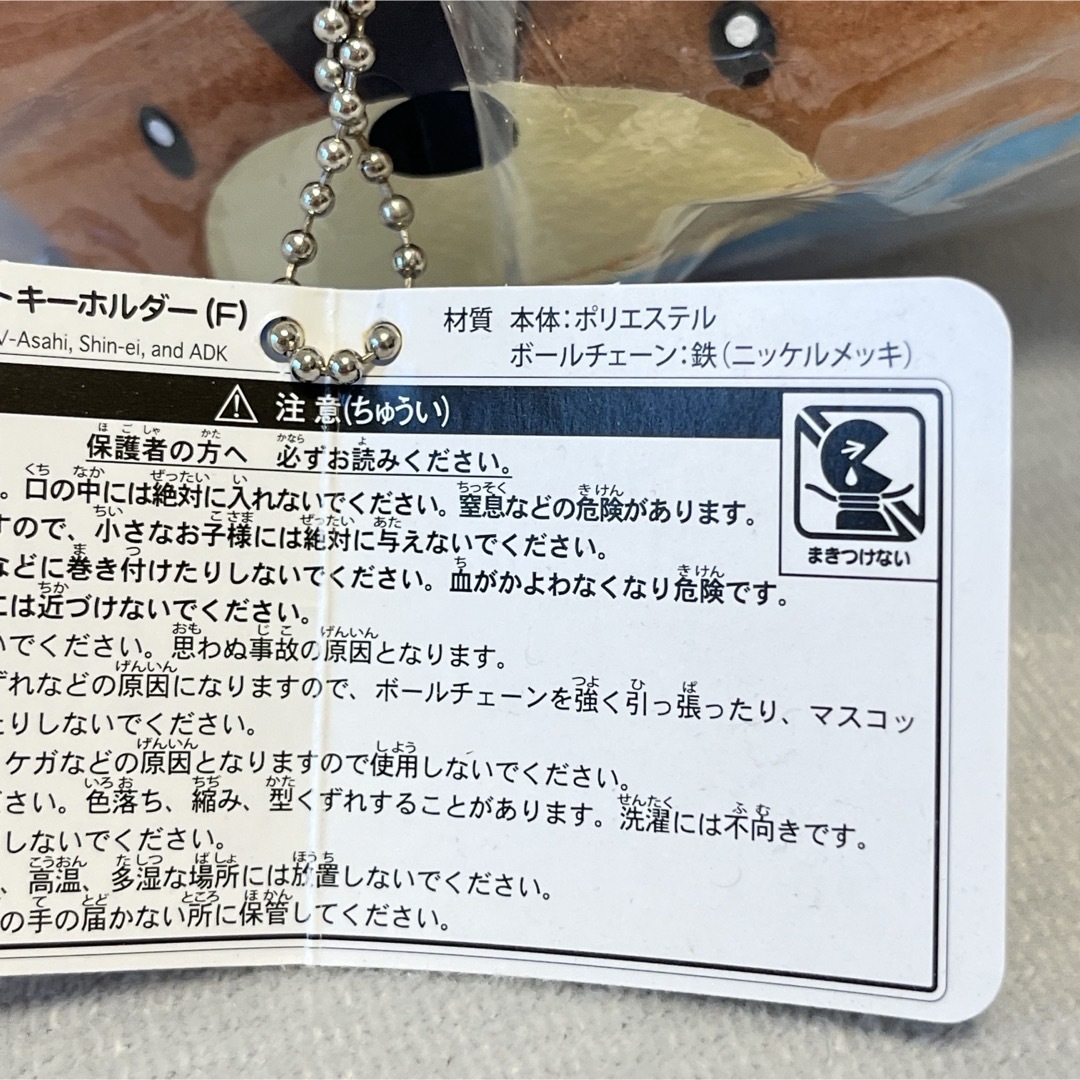 トキーホルダー(F)
V-Asahi, Shin-ei, and ADK
材質 本体:ポリエステル
ボールチェーン:鉄(ニッケルメッキ)
注意(ちゅうい)
保護者の方へ 必ずお読みください。
。口の中には絶対に入れないでください。窒息などの危険があります。
すので、小さなお子様には絶対に与えないでください。
などに巻き付けたりしないでください。血がかよわなくなり危険です。
には近づけないでください。
いでください。思わぬ事故の原因となります。
ずれなどの原因になりますので、ボールチェーンを強く引っ張ったり、マスコッ
たりしないでください。
ケガなどの原因となりますので使用しないでください。
ださい。色落ち、縮み、型くずれすることがあります。洗濯には不向きです。
しないでください。
、高温、多湿な場所には放置しないでください。
の手の届かない所に保管してください。
まきつけない